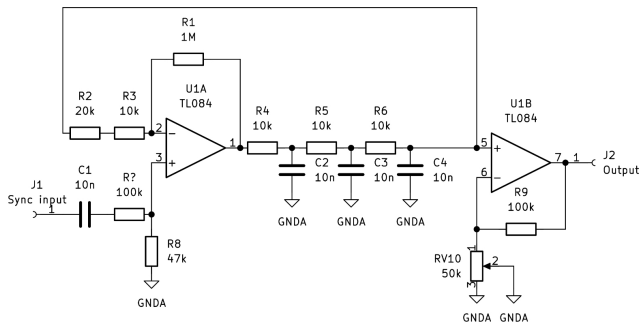 R1
1M
U1A
TL084
R2
20k
R3
10k
2
3
1
R4
10k
R5
10k
R6
10k
U1B
TL084
5
6
7
1
J2
Output
C2
10n
C3
10n
C4
10n
GNDA
GNDA
GNDA
J1
Sync input
1
C1
10n
R?
100k
R8
47k
GNDA
R9
100k
RV10
50k
1
2
3
GNDA
GNDA